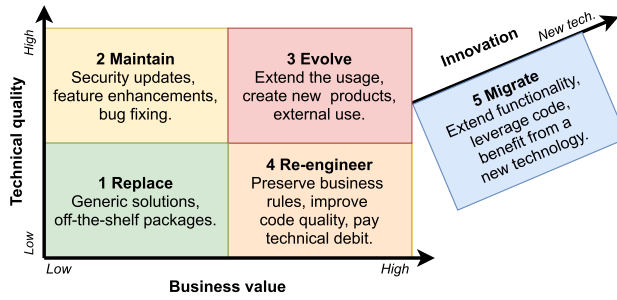 High
Technical quality
Low
2 Maintain
Security updates,
feature enhancements,
bug fixing.
3 Evolve
Extend the usage,
create new products,
external use.
1 Replace
Generic solutions,
off-the-shelf packages.
4 Re-engineer
Preserve business
rules, improve
code quality, pay
technical debit.
Low
High
Business value
Innovation
New tech.
5 Migrate
Extend functionality,
leverage code,
benefit from a
new technology.